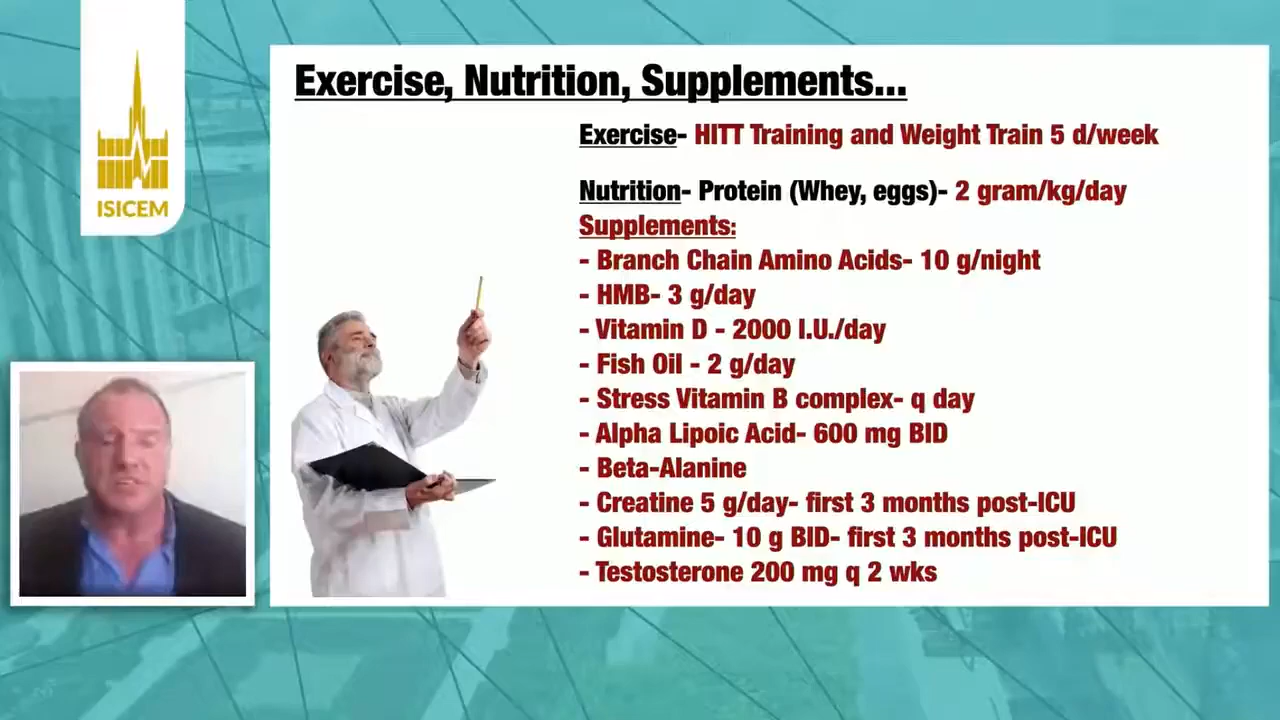 ISICEM
Exercise, Nutrition, Supplements...
Exercise- HITT Training and Weight Train 5 d/week
Nutrition- Protein (Whey, eggs)- 2 gram/kg/day
Supplements:
- Branch Chain Amino Acids- 10 g/night
- HMB- 3 g/day
- Vitamin D - 2000 I.U./day
- Fish Oil - 2 g/day
- Stress Vitamin B complex- q day
- Alpha Lipoic Acid- 600 mg BID
- Beta-Alanine
- Creatine 5 g/day- first 3 months post-ICU
- Glutamine- 10 g BID- first 3 months post-ICU
- Testosterone 200 mg q 2 wks